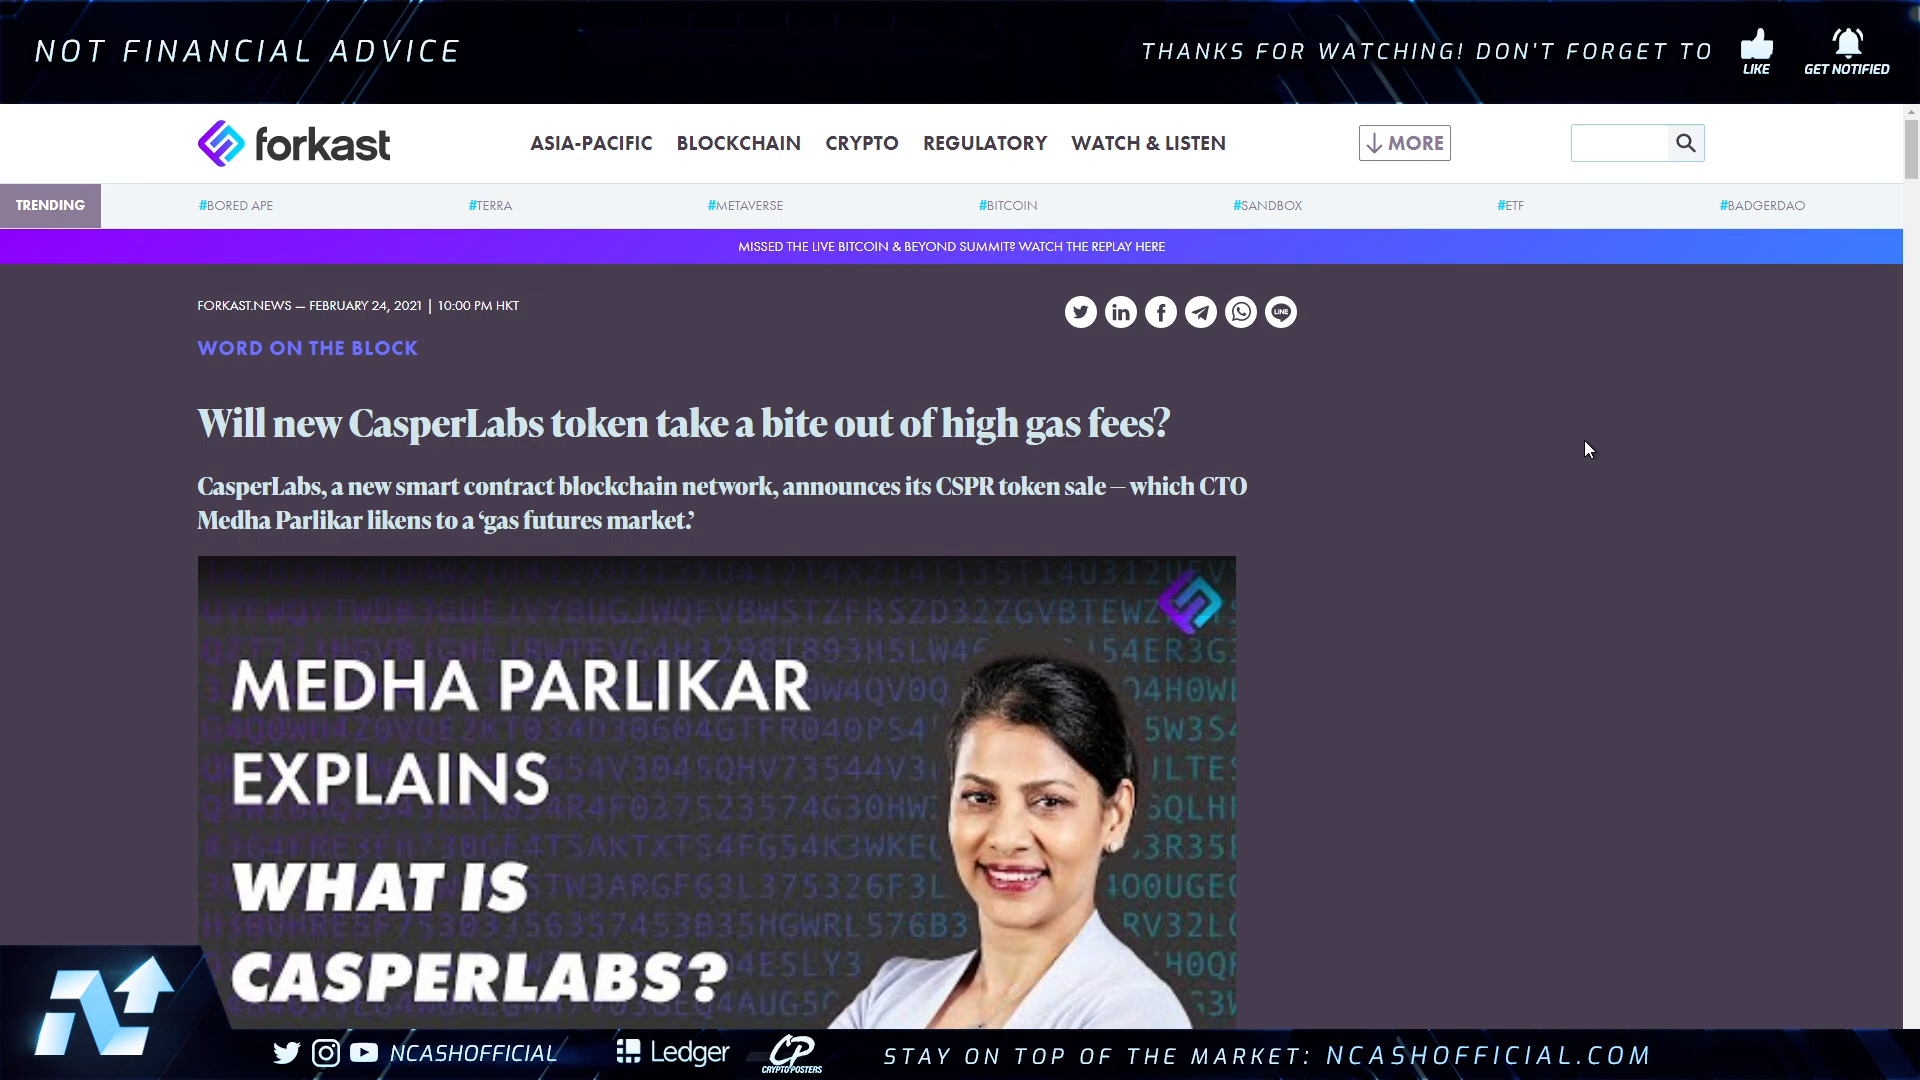 NOT FINANCIAL ADVICE
THANKS FOR WATCHING! DON'T FORGET TO
LIKE
GET NOTIFIED
forkast
ASIA-PACIFIC BLOCKCHAIN CRYPTO REGULATORY WATCH & LISTEN
MORE
TRENDING
#BORED APE #TERRA #METAVERSE #BITCOIN #SANDBOX #ETF #BADGERDAO
MISSED THE LIVE BITCOIN & BEYOND SUMMIT? WATCH THE REPLAY HERE
FORKAST.NEWS — FEBRUARY 24, 2021 | 10:00 PM HKT
LINE
WORD ON THE BLOCK
Will new CasperLabs token take a bite out of high gas fees?
CasperLabs, a new smart contract blockchain network, announces its CSPR token sale — which CTO
Medha Parlikar likens to a ‘gas futures market.’
MEDHA PARLIKAR
EXPLAINS
WHAT IS
CASPERLABS?
NCASHOFFICIAL
Ledger
CP
CRYPTO POSTERS
STAY ON TOP OF THE MARKET: NCASHOFFICIAL.COM